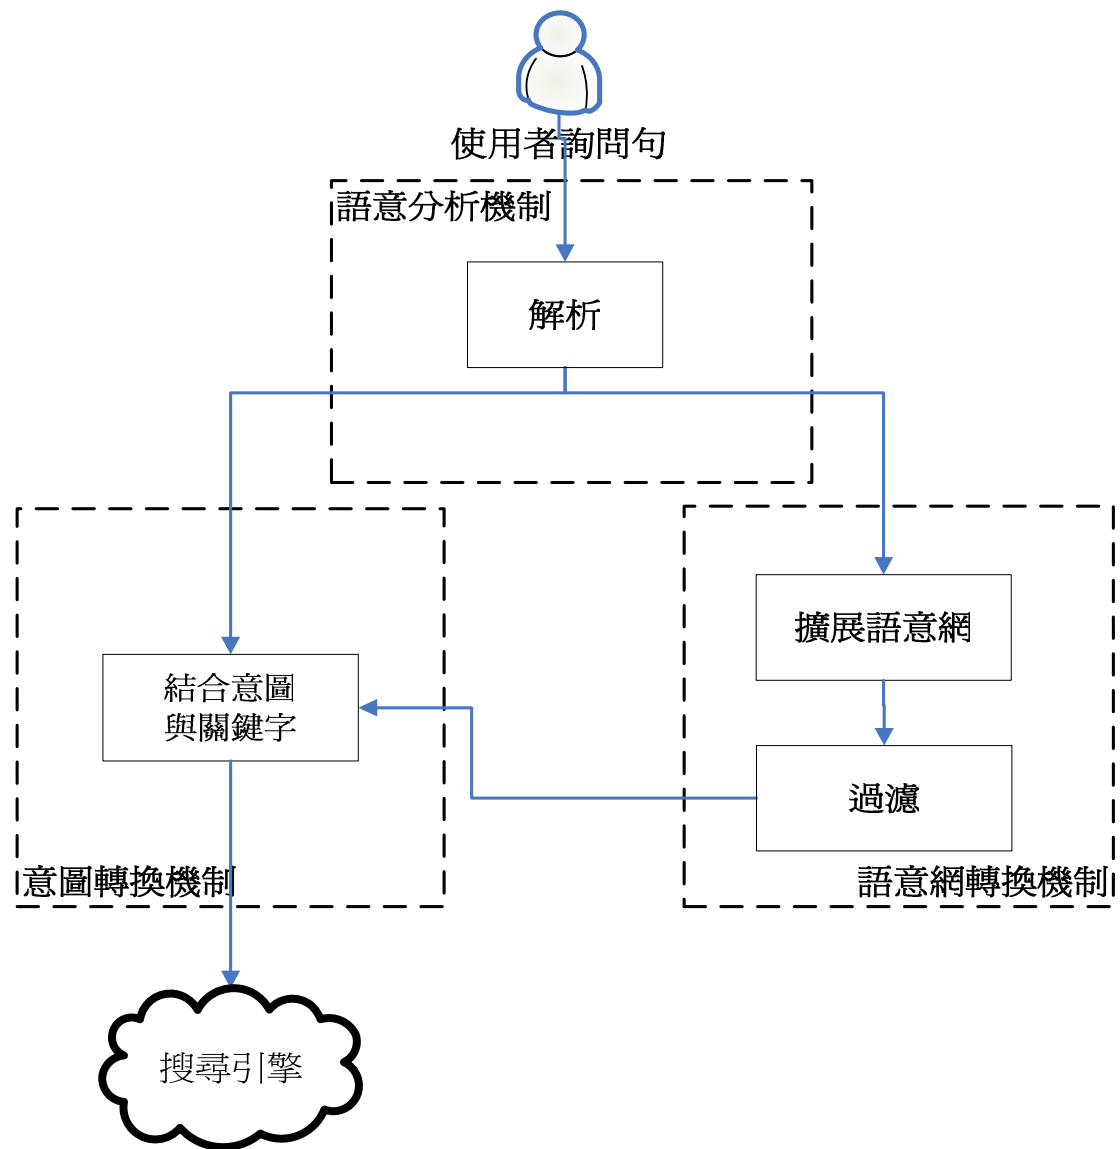 使用者詢問句
語意分析機制
解析
擴展語意網
結合意圖
與關鍵字
過濾
意圖轉換機制
語意網轉換機制
搜尋引擎